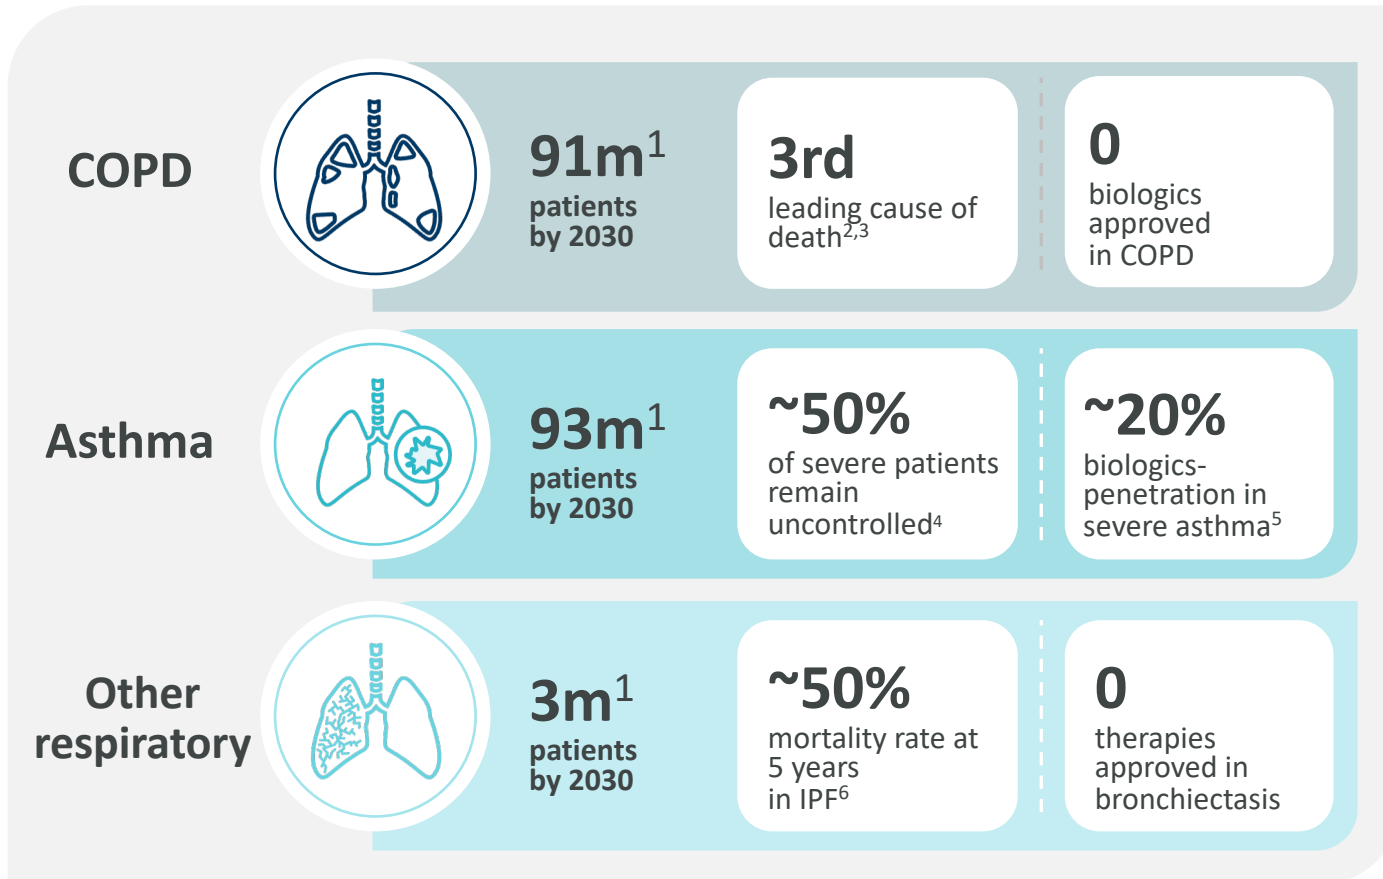 COPD
91m1
patients
by 2030
3rd
leading cause of
death2,3
0
biologics
approved
in COPD
Asthma
93m1
patients
by 2030
~50%
of severe patients
remain
uncontrolled4
~20%
biologics-
penetration in
severe asthma5
Other
respiratory
3m1
patients
by 2030
~50%
mortality rate at
5 years
in IPF6
0
therapies
approved in
bronchiectasis